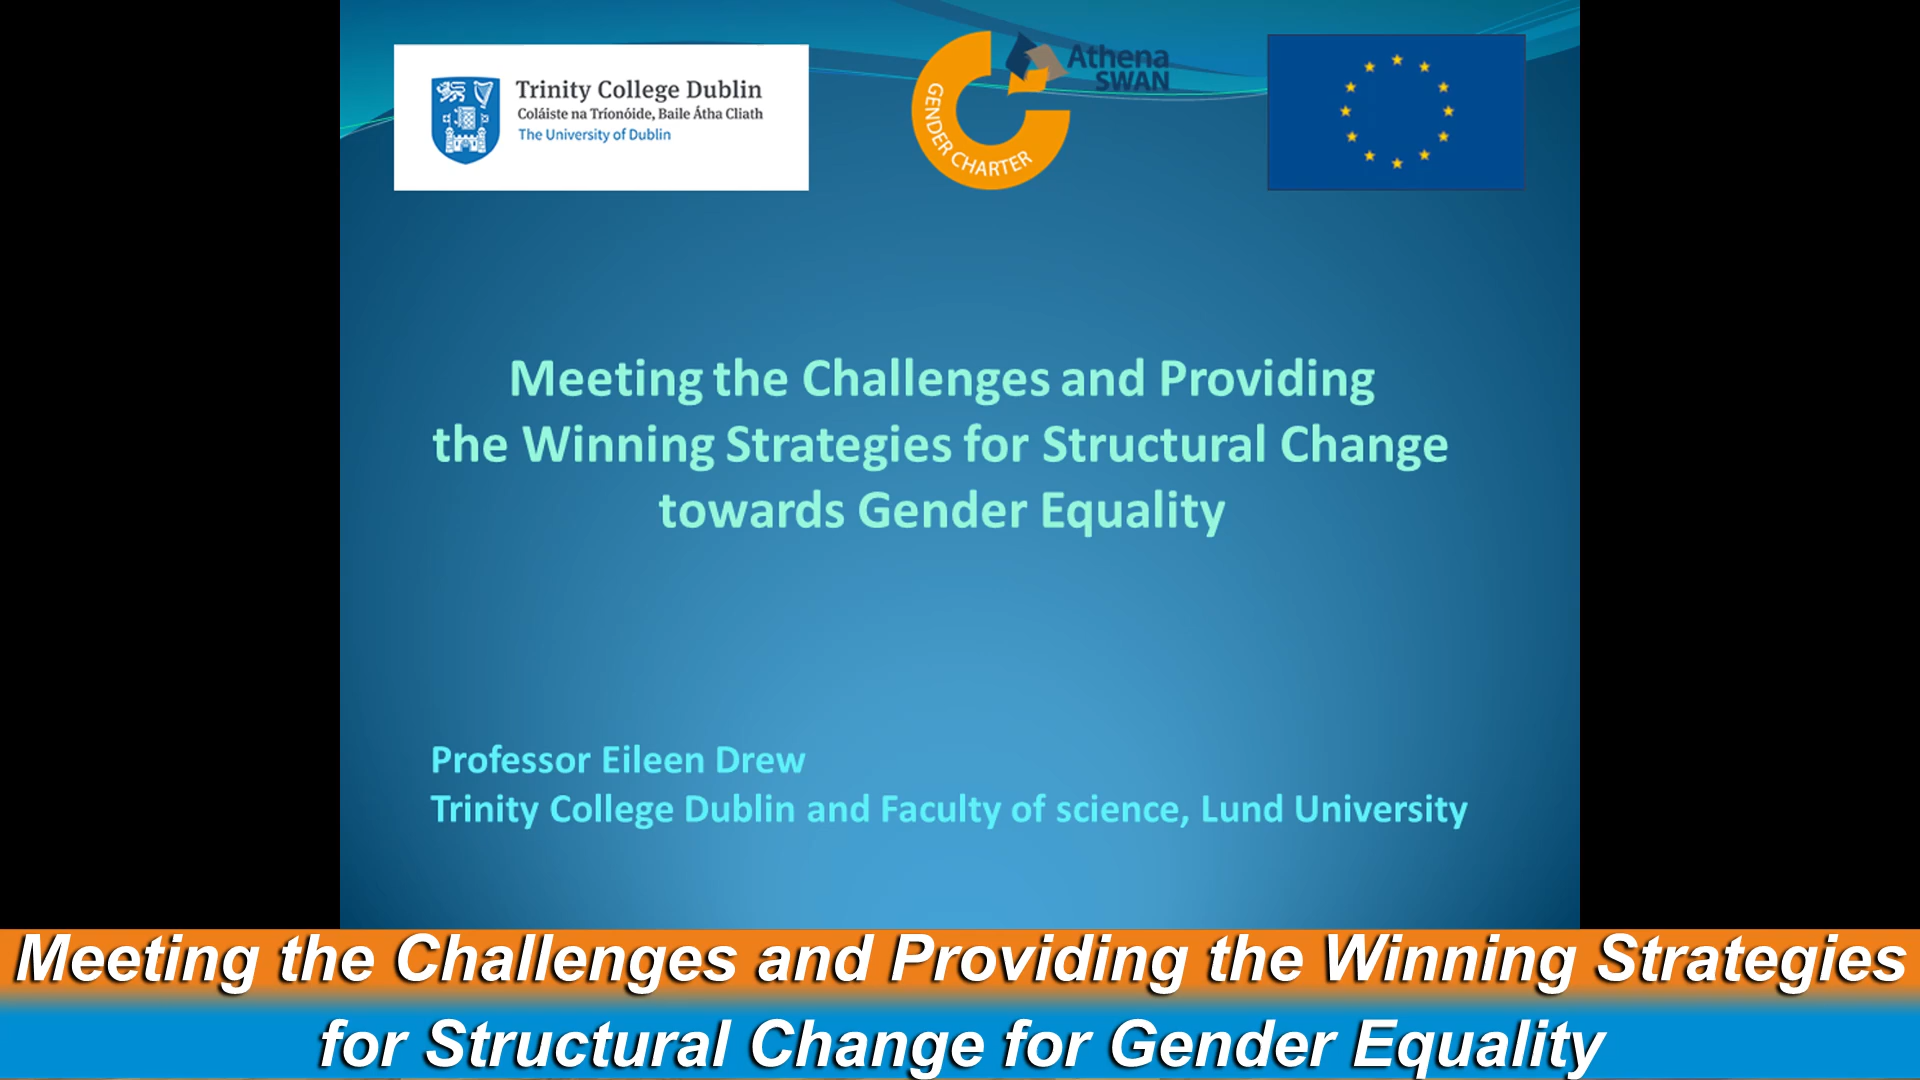 Trinity College Dublin
Coláiste na Tríonóide, Baile Átha Cliath
The University of Dublin
GENDER CHARTER
Athena
SWAN
Meeting the Challenges and Providing
the Winning Strategies for Structural Change
towards Gender Equality
Professor Eileen Drew
Trinity College Dublin and Faculty of science, Lund University
Meeting the Challenges and Providing the Winning Strategies
for Structural Change for Gender Equality